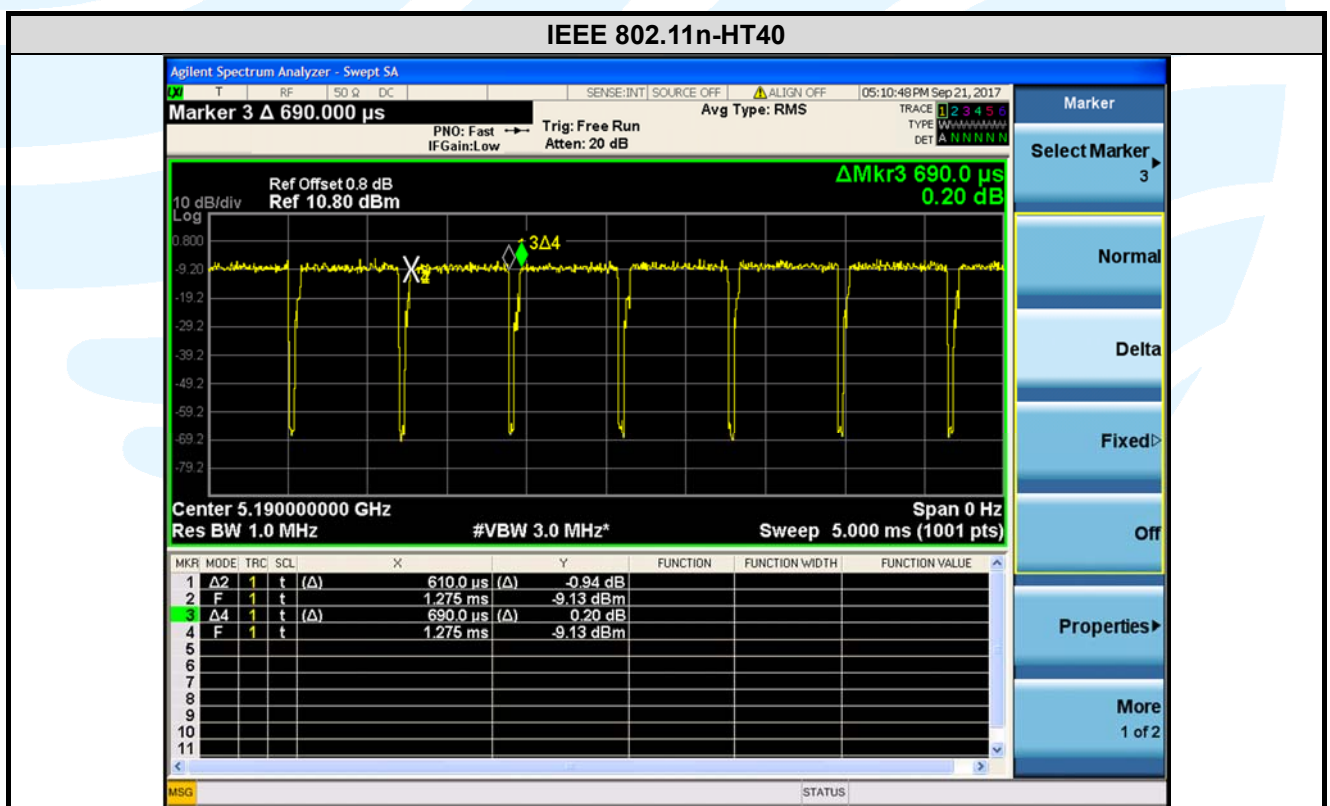 IEEE 802.11n-HT40
Agilent Spectrum Analyzer - Swept SA
LXI T RF 50 Ω DC SENSE:INT SOURCE OFF ALIGN OFF 05:10:48 PM Sep 21, 2017
Marker 3 Δ 690.000 µs
PNO: Fast
IFGain:Low
Trig: Free Run
Atten: 20 dB
Avg Type: RMS
TRACE 1 2 3 4 5 6
TYPE W
DET A N N N N N
ΔMkr3 690.0 µs
0.20 dB
Ref Offset 0.8 dB
10 dB/div Ref 10.80 dBm
Log
0.800
-9.20
-19.2
-29.2
-39.2
-49.2
-59.2
-69.2
-79.2
3Δ4
Center 5.190000000 GHz Span 0 Hz
Res BW 1.0 MHz #VBW 3.0 MHz* Sweep 5.000 ms (1001 pts)
MKR MODE TRC SCL X Y FUNCTION FUNCTION WIDTH FUNCTION VALUE
1 Δ2 1 t (Δ) 610.0 µs (Δ) -0.94 dB
2 F 1 t 1.275 ms -9.13 dBm
3 Δ4 1 t (Δ) 690.0 µs (Δ) 0.20 dB
4 F 1 t 1.275 ms -9.13 dBm
5
6
7
8
9
10
11
MSG STATUS
Marker
Select Marker
3
Normal
Delta
Fixed
Off
Properties
More
1 of 2